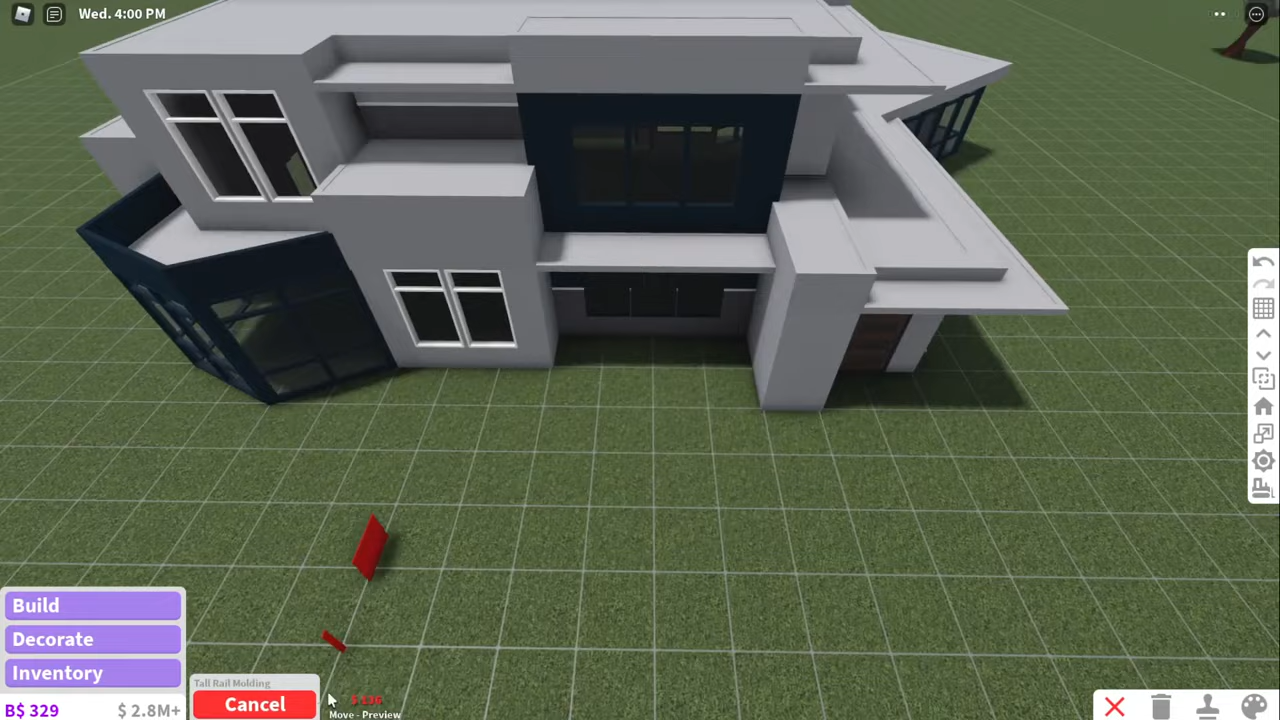 Wed. 4:00 PM
Build
Decorate
Inventory
B$ 329
$ 2.8M+
Tall Rail Molding
Cancel
Move - Preview